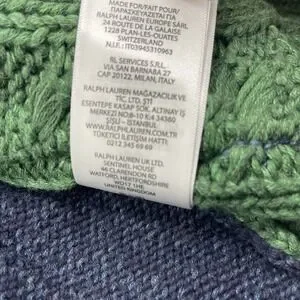 MADE FOR/FAIT POUR/
ΠΑΡΑΣΚΕΥΑΖΕΤΑΙ ΓΙΑ
RALPH LAUREN EUROPE SÀRL
24 ROUTE DE LA GALAISE
1228 PLAN-LES-OUATES
SWITZERLAND
N.I.F.: IT03945310963
RL SERVICES S.R.L.
VIA SAN BARNABA 27
CAP 20122, MILAN, ITALY
RALPH LAUREN MAĞAZACILIK VE
TİC. LTD. ŞTİ
ESENTEPE KASAP SOK. ALTINAY İŞ
MERKEZİ NO:8-10 K:4 34360
ŞİŞLİ - İSTANBUL
WWW.RALPHLAUREN.COM.TR
TÜKETİCİ İLETİŞİM HATTI:
0212 345 69 69
RALPH LAUREN UK LTD.
SENTINEL HOUSE
46 CLARENDON RD
WATFORD, HERTFORDSHIRE
WD17 1HE
UNITED KINGDOM